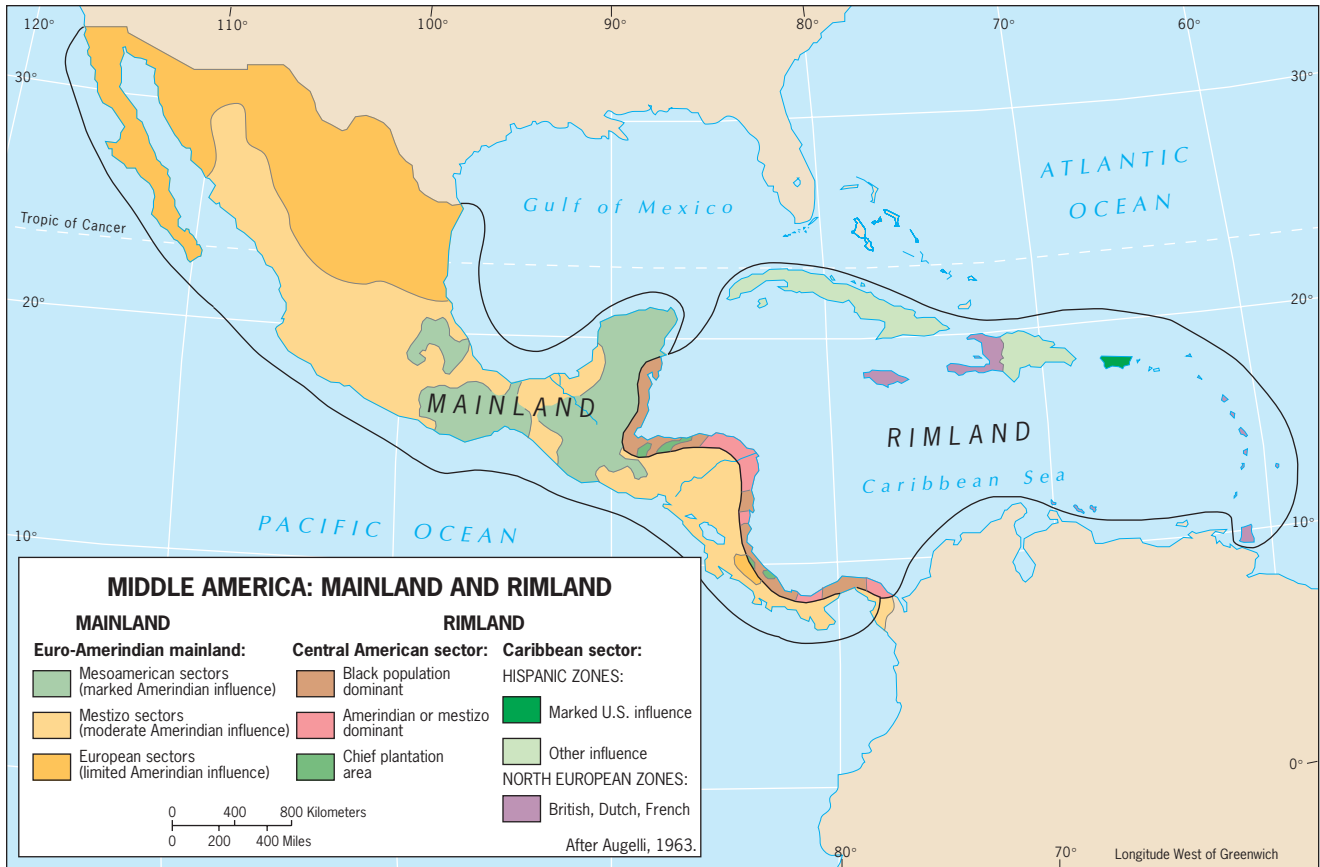 120°
110°
100°
90°
80°
70°
60°
30°
30°
ATLANTIC
OCEAN
Gulf of Mexico
Tropic of Cancer
20°
20°
MAINLAND
RIMLAND
Caribbean Sea
PACIFIC OCEAN
10°
10°
MIDDLE AMERICA: MAINLAND AND RIMLAND
MAINLAND
Euro-Amerindian mainland:
Mesoamerican sectors
(marked Amerindian influence)
Mestizo sectors
(moderate Amerindian influence)
European sectors
(limited Amerindian influence)
RIMLAND
Central American sector:
Black population
dominant
Amerindian or mestizo
dominant
Chief plantation
area
Caribbean sector:
HISPANIC ZONES:
Marked U.S. influence
Other influence
NORTH EUROPEAN ZONES:
British, Dutch, French
0 400 800 Kilometers
0 200 400 Miles
After Augelli, 1963.
0°
80°
70°
Longitude West of Greenwich